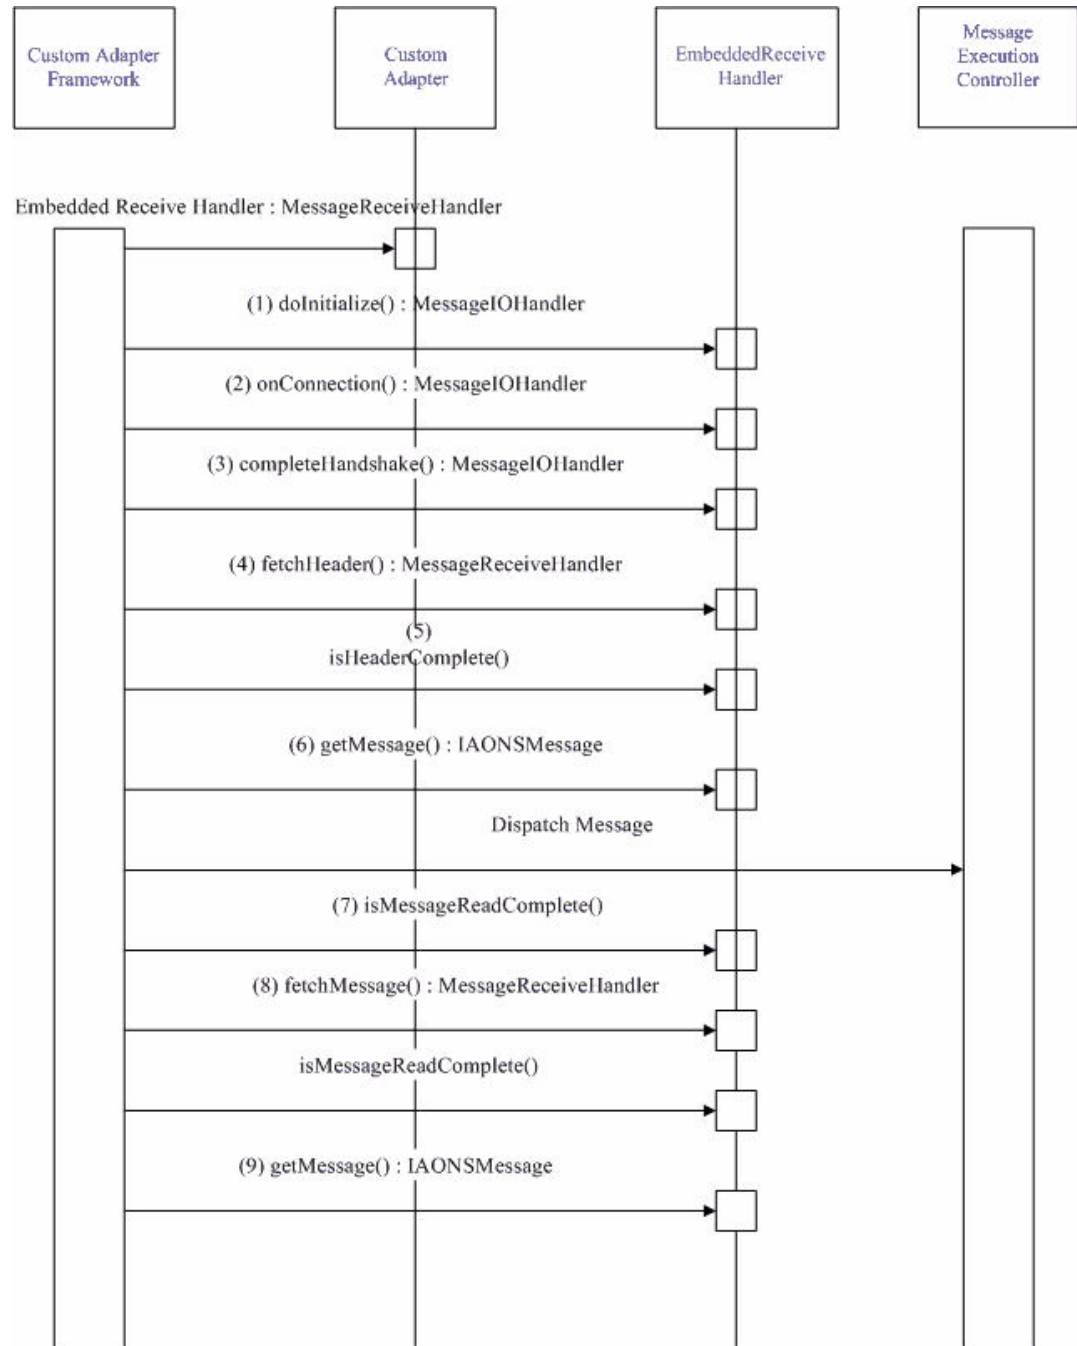 Custom Adapter
Framework
Custom
Adapter
EmbeddedReceive
Handler
Message
Execution
Controller
Embedded Receive Handler : MessageReceiveHandler
(1) doInitialize() : MessageIOHandler
(2) onConnection() : MessageIOHandler
(3) completeHandshake() : MessageIOHandler
(4) fetchHeader() : MessageReceiveHandler
(5)
isHeaderComplete()
(6) getMessage() : IAONSMessage
Dispatch Message
(7) isMessageReadComplete()
(8) fetchMessage() : MessageReceiveHandler
isMessageReadComplete()
(9) getMessage() : IAONSMessage